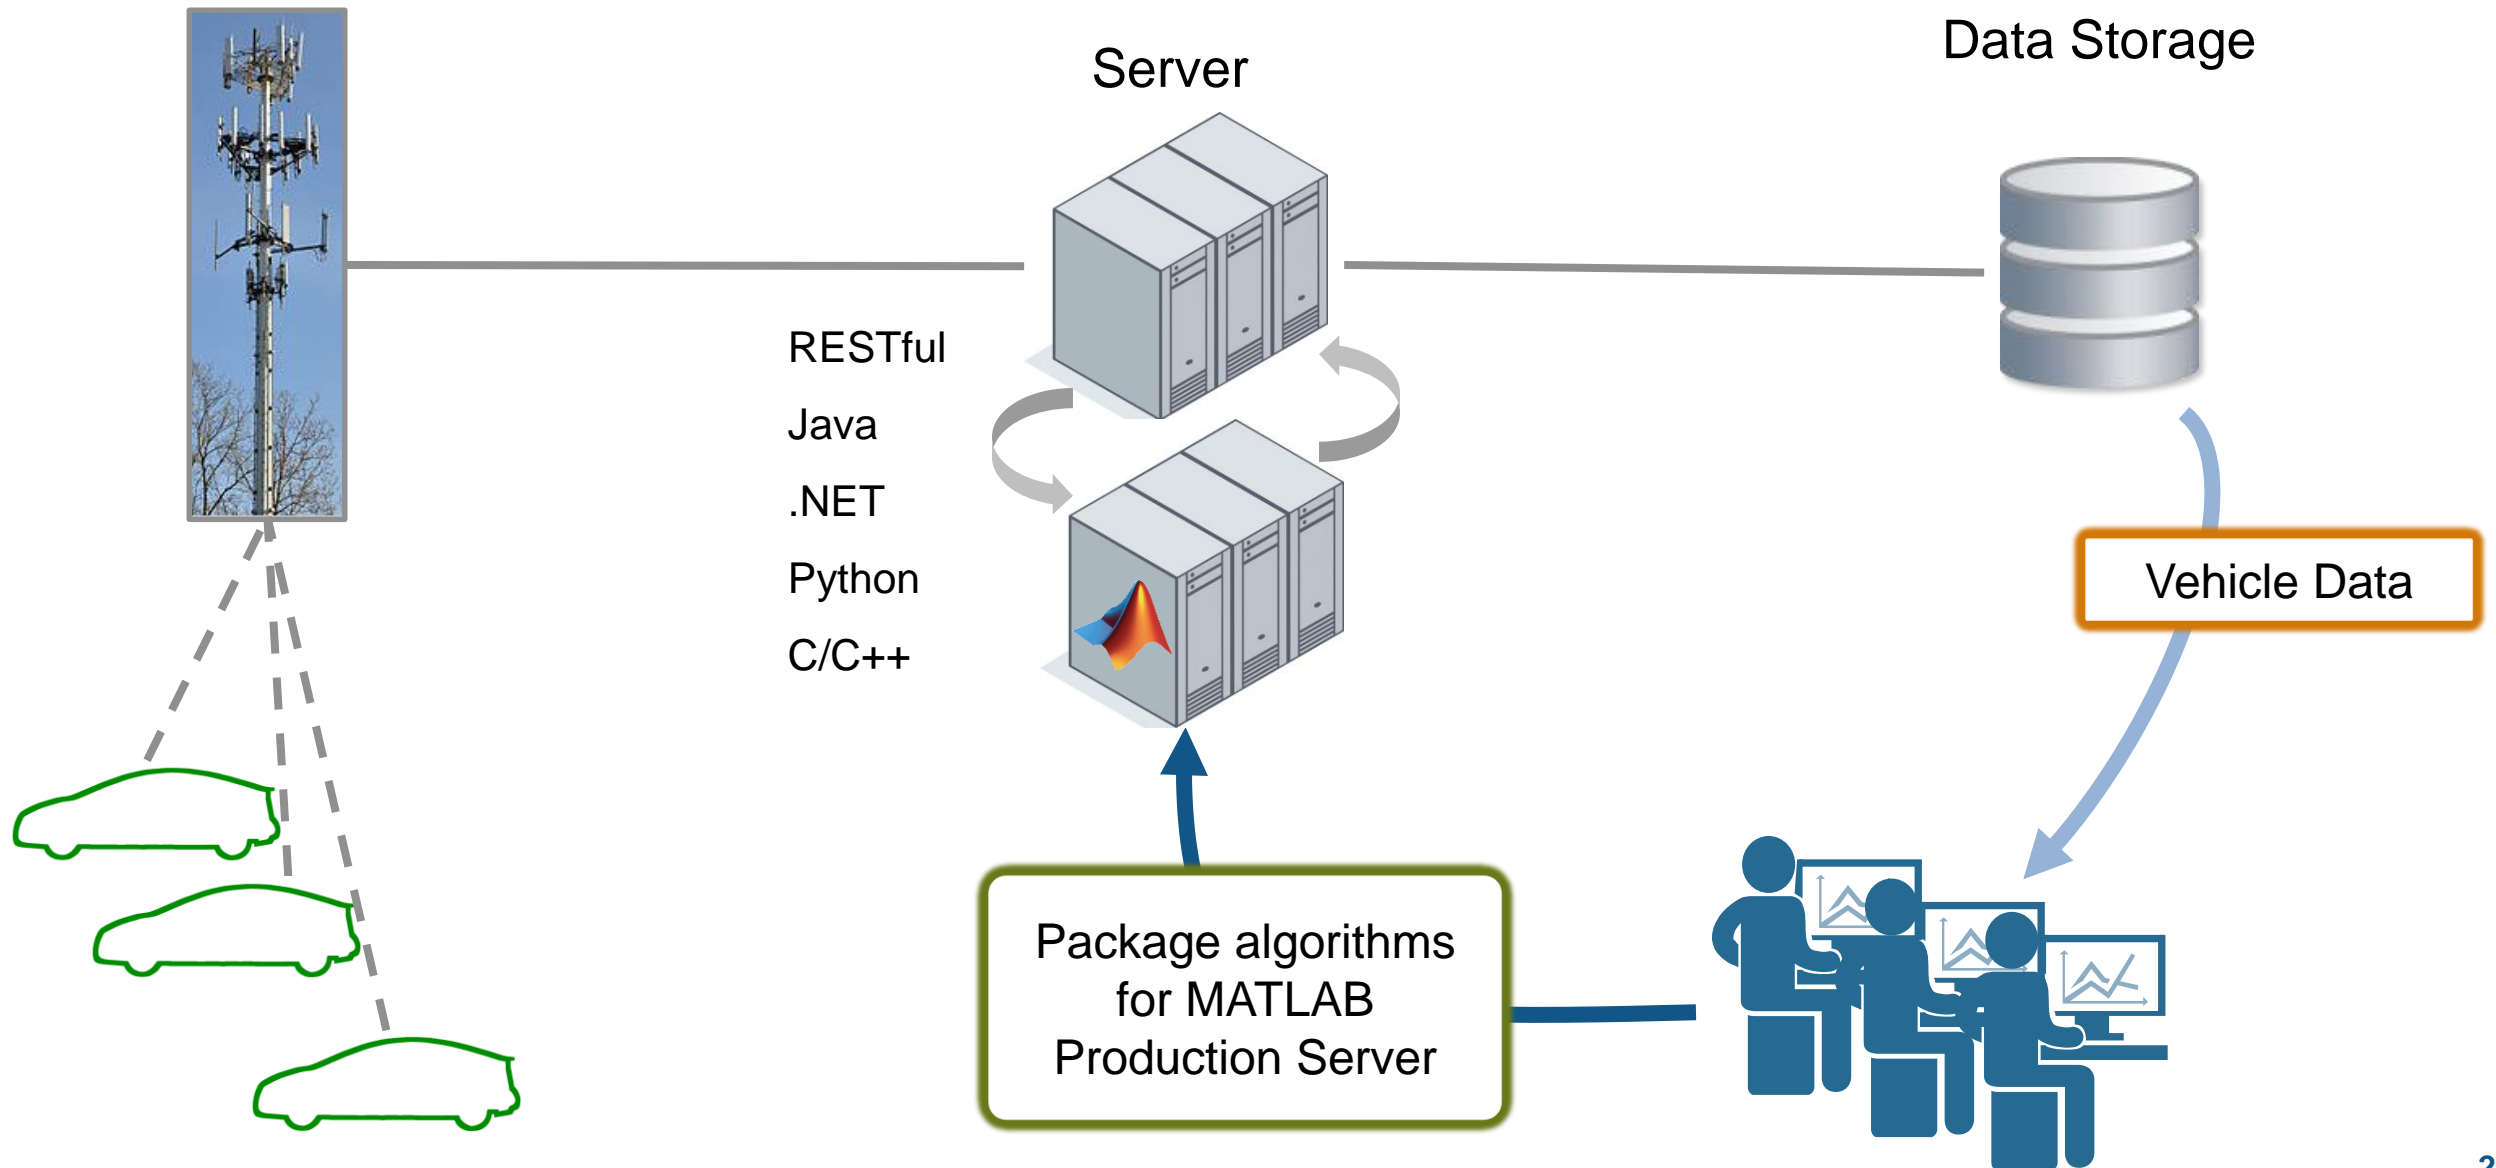 Server
Data Storage
RESTful
Java
.NET
Python
C/C++
Vehicle Data
Package algorithms
for MATLAB
Production Server